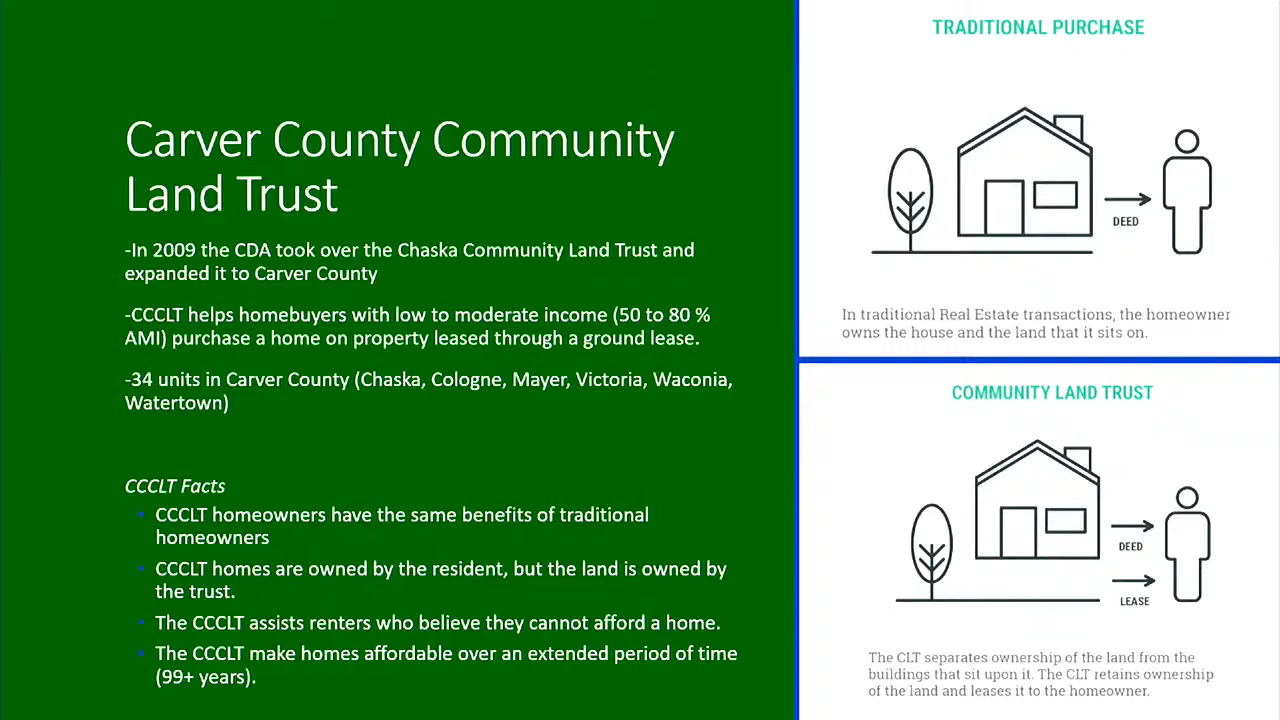 Carver County Community
Land Trust
-In 2009 the CDA took over the Chaska Community Land Trust and
expanded it to Carver County
-CCCLT helps homebuyers with low to moderate income (50 to 80 %
AMI) purchase a home on property leased through a ground lease.
-34 units in Carver County (Chaska, Cologne, Mayer, Victoria, Waconia,
Watertown)
CCCLT Facts
• CCCLT homeowners have the same benefits of traditional
homeowners
• CCCLT homes are owned by the resident, but the land is owned by
the trust.
• The CCCLT assists renters who believe they cannot afford a home.
• The CCCLT make homes affordable over an extended period of time
(99+ years).
TRADITIONAL PURCHASE
DEED
In traditional Real Estate transactions, the homeowner
owns the house and the land that it sits on.
COMMUNITY LAND TRUST
DEED
LEASE
The CLT separates ownership of the land from the
buildings that sit upon it. The CLT retains ownership
of the land and leases it to the homeowner.